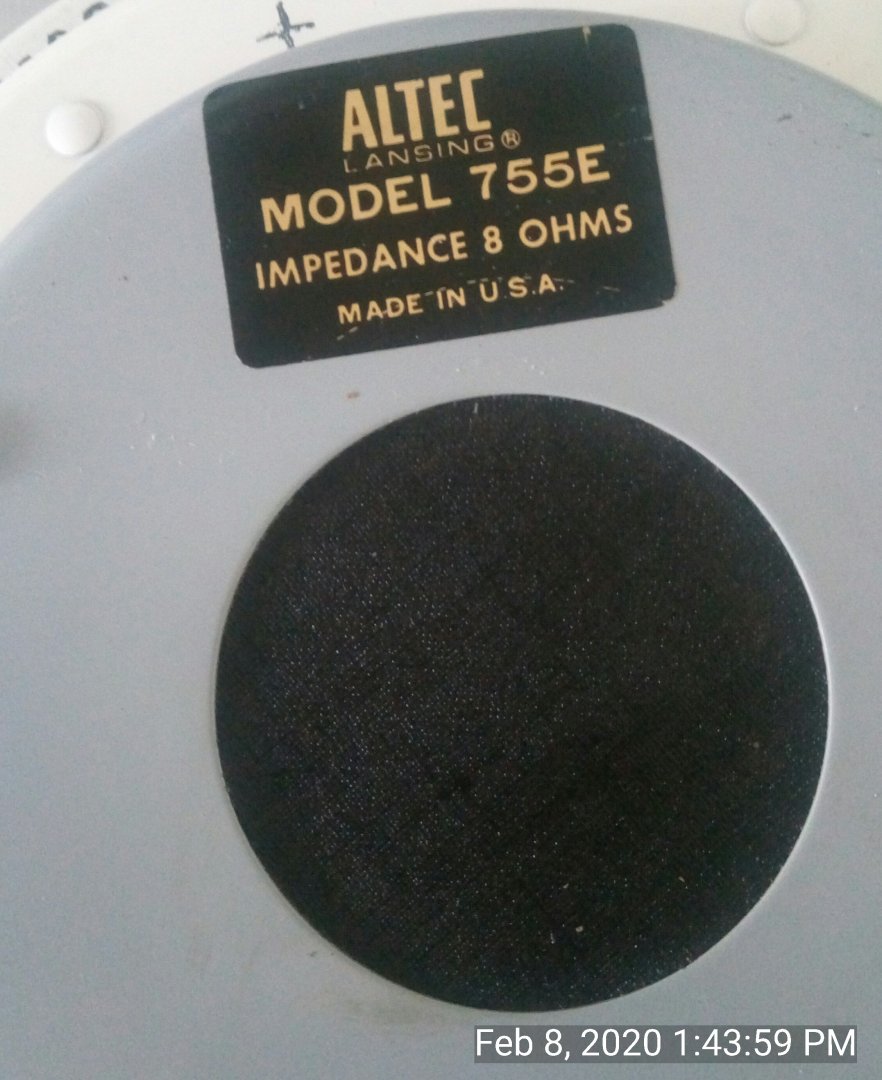 ALTEC
LANSING®
MODEL 755E
IMPEDANCE 8 OHMS
MADE IN U.S.A.
Feb 8, 2020 1:43:59 PM